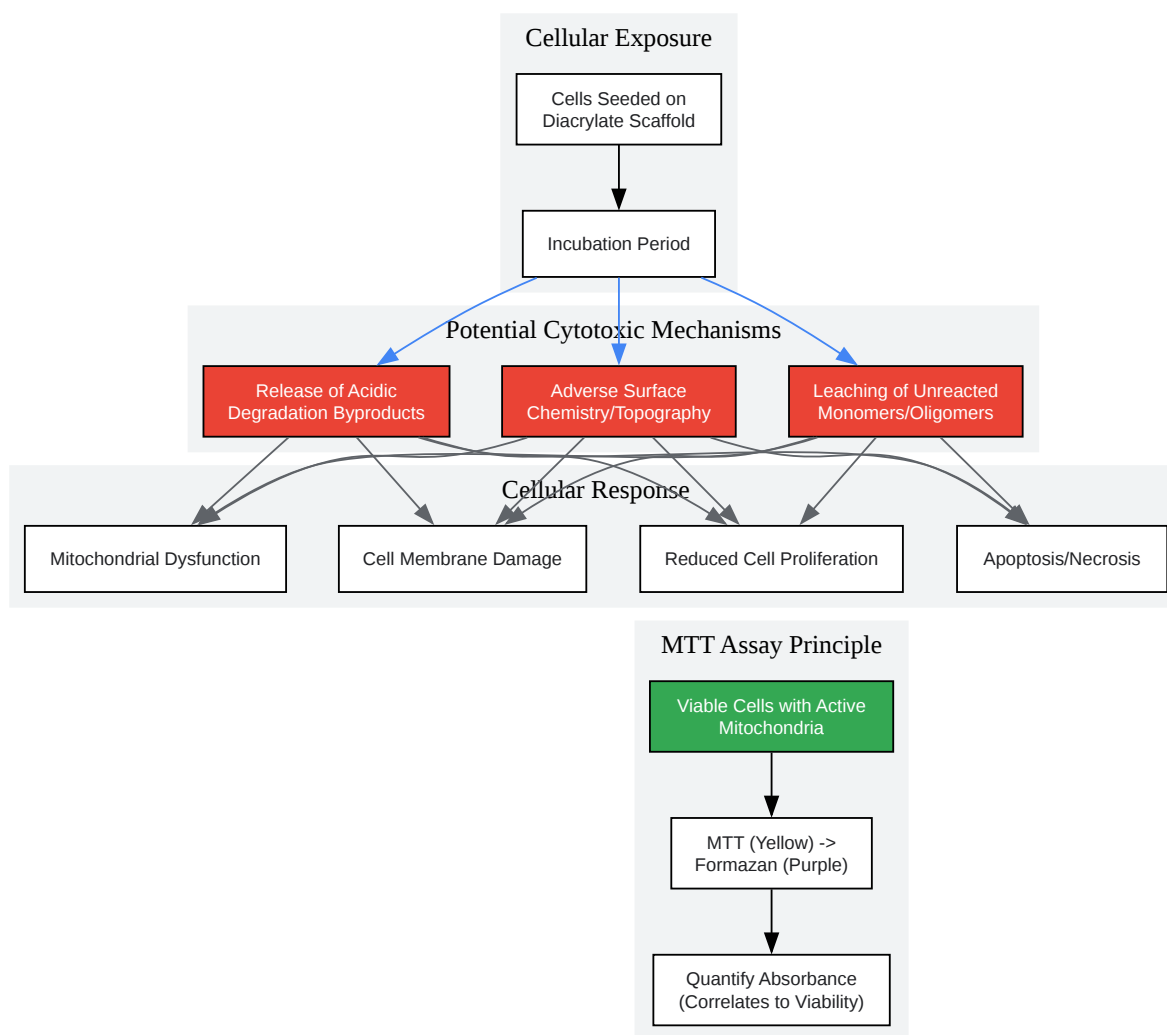 Cellular Exposure
Cells Seeded on
Diacrylate Scaffold
Incubation Period
Potential Cytotoxic Mechanisms
Release of Acidic
Degradation Byproducts
Adverse Surface
Chemistry/Topography
Leaching of Unreacted
Monomers/Oligomers
Cellular Response
Mitochondrial Dysfunction
Cell Membrane Damage
Reduced Cell Proliferation
Apoptosis/Necrosis
MTT Assay Principle
Viable Cells with Active
Mitochondria
MTT (Yellow) ->
Formazan (Purple)
Quantify Absorbance
(Correlates to Viability)